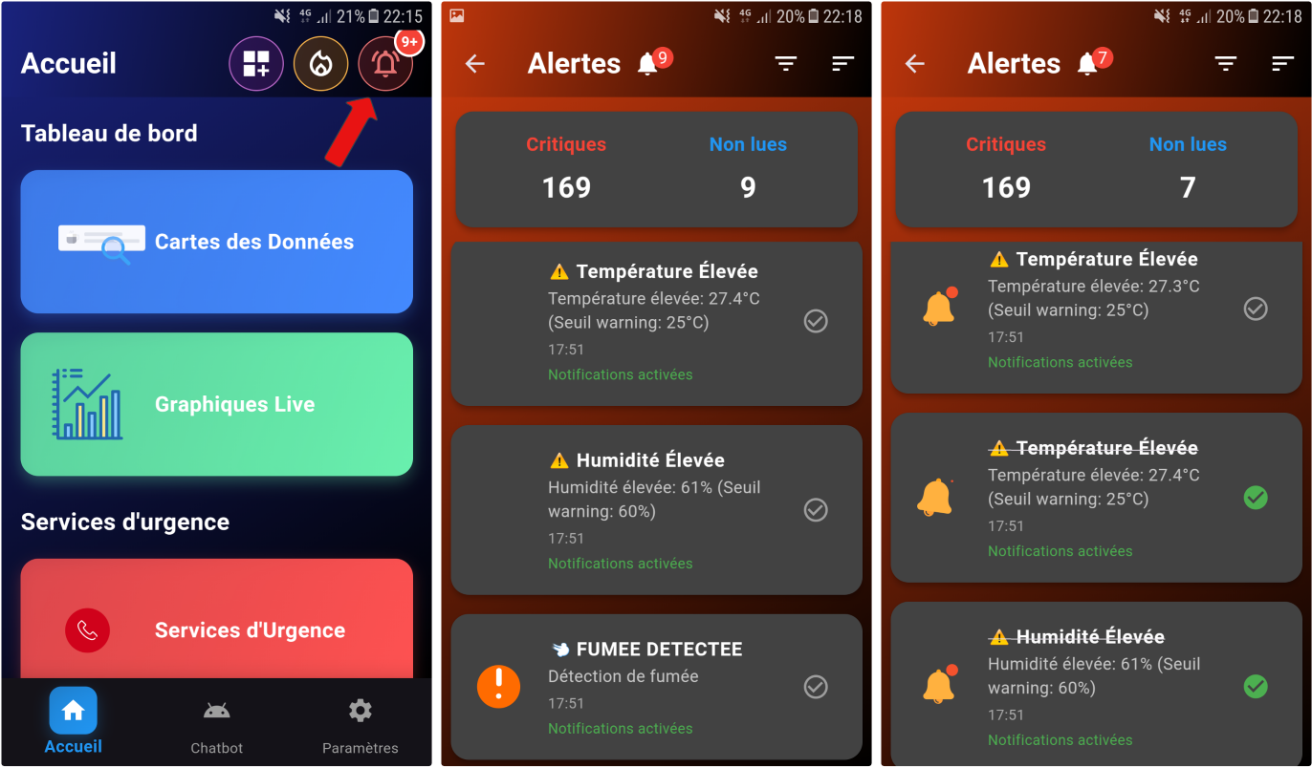 4G 21% 22:15
Accueil
9+
Tableau de bord
Cartes des Données
Graphiques Live
Services d'urgence
Services d'Urgence
Accueil
Chatbot
Paramètres
4G 20% 22:18
Alertes 9
Critiques Non lues
169 9
Température Élevée
Température élevée: 27.4°C
(Seuil warning: 25°C)
17:51
Notifications activées
Humidité Élevée
Humidité élevée: 61% (Seuil
warning: 60%)
17:51
Notifications activées
FUMEE DETECTEE
Détection de fumée
17:51
Notifications activées
4G 20% 22:18
Alertes 7
Critiques Non lues
169 7
Température Élevée
Température élevée: 27.3°C
(Seuil warning: 25°C)
17:51
Notifications activées
Température Élevée
Température élevée: 27.4°C
(Seuil warning: 25°C)
17:51
Notifications activées
Humidité Élevée
Humidité élevée: 61% (Seuil
warning: 60%)
17:51
Notifications activées